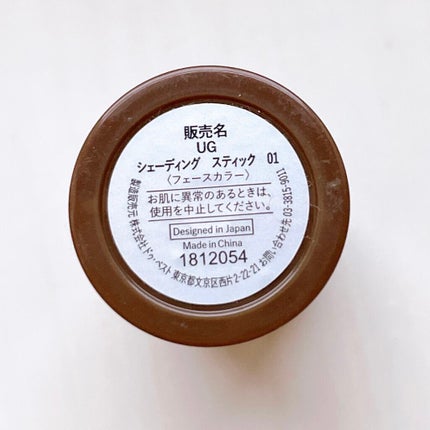 販売名
UG
シェーディング スティック 01
〈フェースカラー〉
お肌に異常のあるときは、
使用を中止してください。
Designed in Japan
Made in China
1812054
製造販売元 株式会社ドゥ・ベスト 東京都文京区西片2-22-21 お問い合わせ先 03-3815-9011